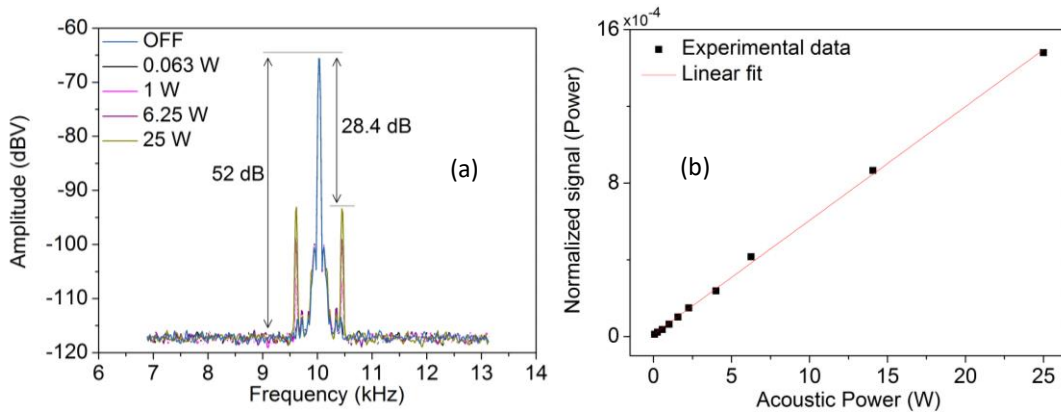 -60
-70
-80
-90
-100
-110
-120
Amplitude (dBV)
OFF
0.063 W
1 W
6.25 W
25 W
52 dB
28.4 dB
(a)
6 7 8 9 10 11 12 13 14
Frequency (kHz)
16 ×10⁻⁴
8
0
Normalized signal (Power)
Experimental data
Linear fit
(b)
0 5 10 15 20 25
Acoustic Power (W)